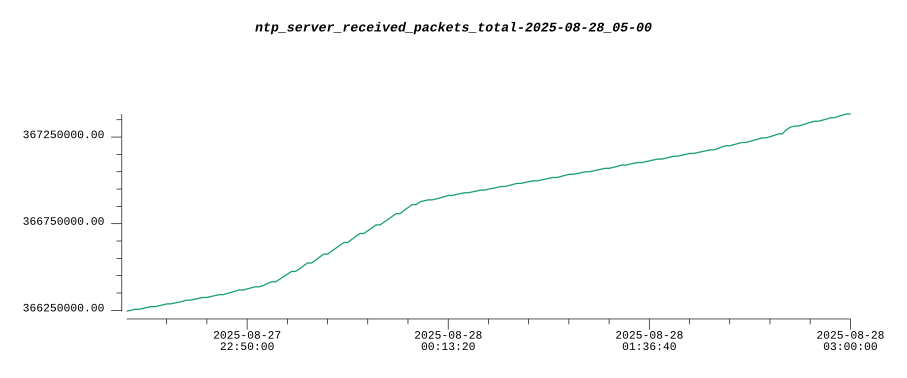 ntp_server_received_packets_total-2025-08-28_05-00
367250000.00
366750000.00
366250000.00
2025-08-27 2025-08-28 2025-08-28 2025-08-28
22:50:00 00:13:20 01:36:40 03:00:00